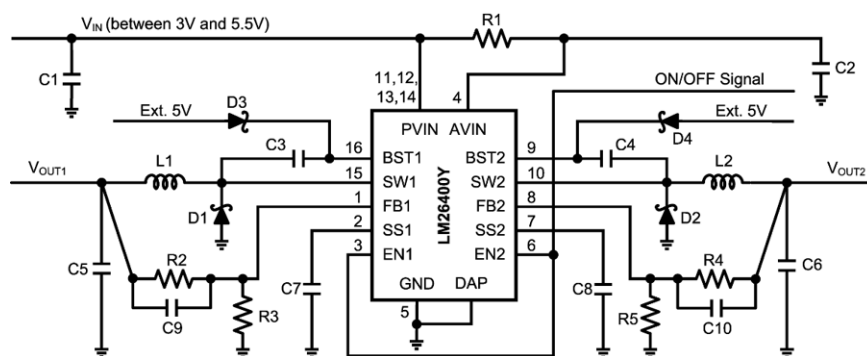 V_IN (between 3V and 5.5V)
R1
C1
C2
11,12,
13,14
4
ON/OFF Signal
Ext. 5V
D3
Ext. 5V
D4
PVIN AVIN
C3
16
BST1
BST2
9
C4
V_OUT1
L1
15
SW1
SW2
10
L2
V_OUT2
D1
1
FB1
FB2
8
D2
LM26400Y
2
SS1
SS2
7
3
EN1
EN2
6
C5
R2
C9
R3
C7
GND DAP
5
C8
R5
R4
C10
C6